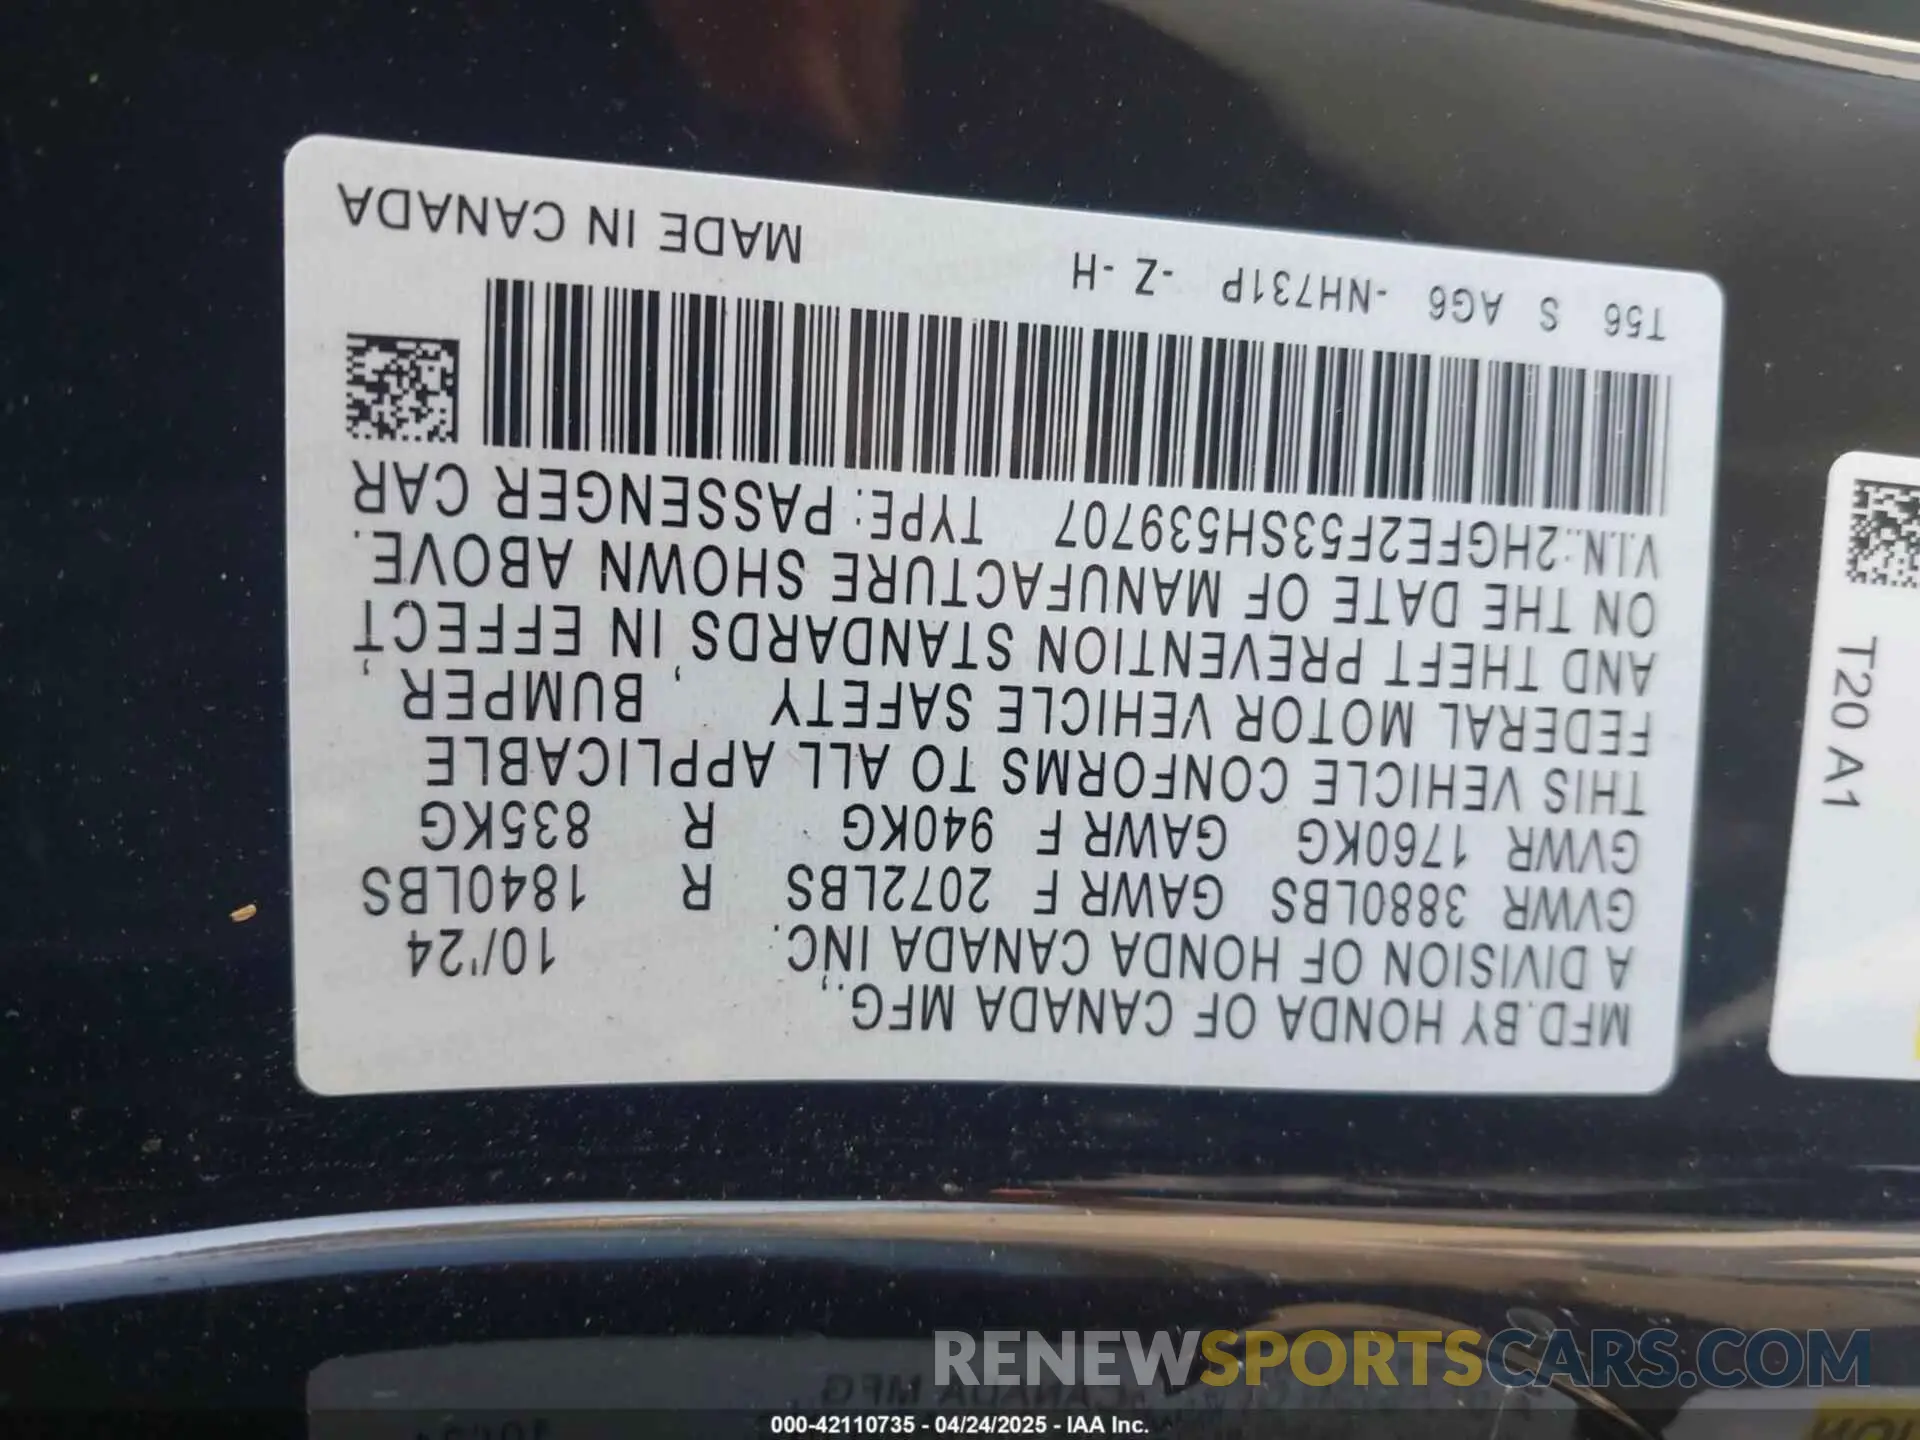 MFD.BY HONDA OF CANADA MFG.,
A DIVISION OF HONDA CANADA INC. 10/'24
GVWR 3880LBS GAWR F 2072LBS R 1840LBS
GVWR 1760KG GAWR F 940KG R 835KG
THIS VEHICLE CONFORMS TO ALL APPLICABLE
FEDERAL MOTOR VEHICLE SAFETY, BUMPER,
AND THEFT PREVENTION STANDARDS IN EFFECT
ON THE DATE OF MANUFACTURE SHOWN ABOVE.
V.I.N.:2HGFE2F53SH539707 TYPE: PASSENGER CAR
T56 S AG6 -NH731P -Z -H MADE IN CANADA
T20 A1
CANADA MFG
RENEWSPORTSCARS.COM
000-42110735 - 04/24/2025 - IAA Inc.